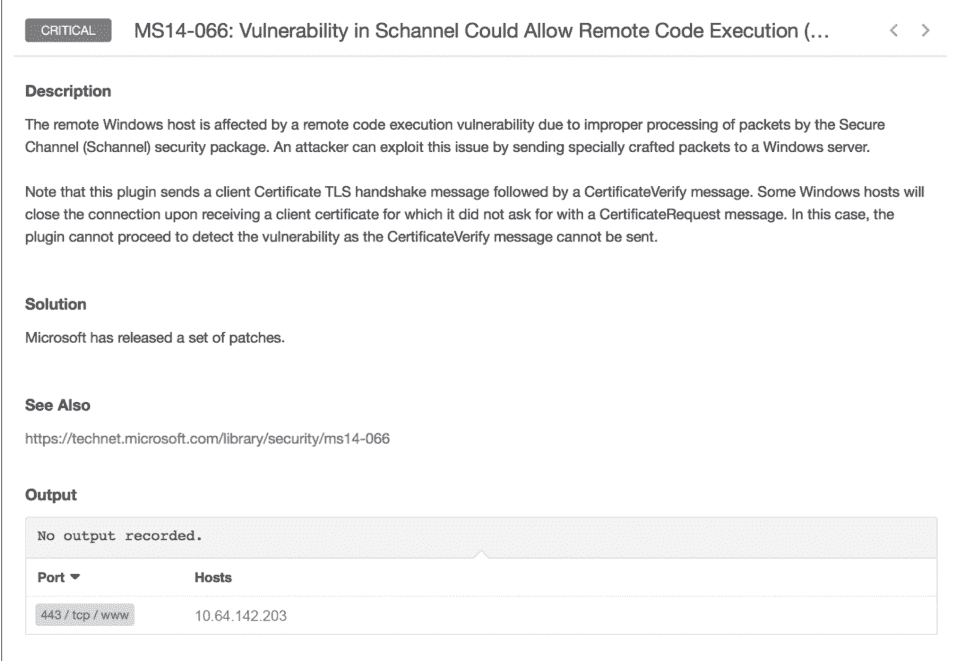 CRITICAL MS14-066: Vulnerability in Schannel Could Allow Remote Code Execution (...
Description
The remote Windows host is affected by a remote code execution vulnerability due to improper processing of packets by the Secure
Channel (Schannel) security package. An attacker can exploit this issue by sending specially crafted packets to a Windows server.
Note that this plugin sends a client Certificate TLS handshake message followed by a CertificateVerify message. Some Windows hosts will
close the connection upon receiving a client certificate for which it did not ask for with a CertificateRequest message. In this case, the
plugin cannot proceed to detect the vulnerability as the CertificateVerify message cannot be sent.
Solution
Microsoft has released a set of patches.
See Also
https://technet.microsoft.com/library/security/ms14-066
Output
No output recorded.
Port Hosts
443 / tcp / www 10.64.142.203